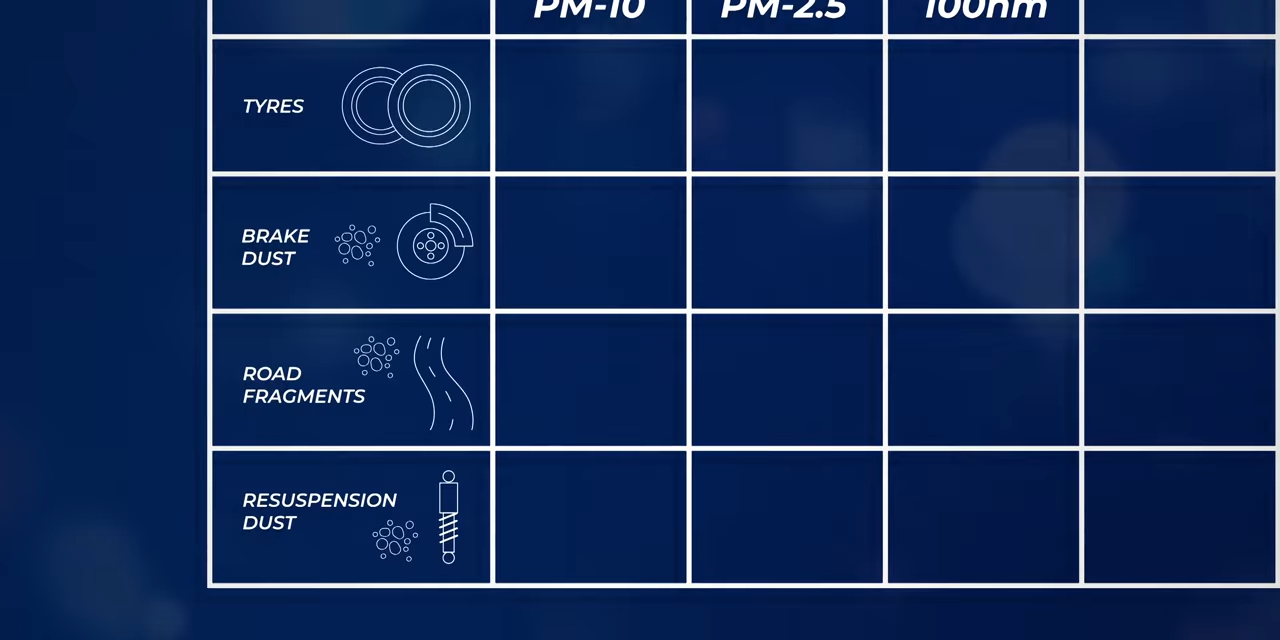 PM-10 PM-2.5 100nm
TYRES
BRAKE
DUST
ROAD
FRAGMENTS
RESUSPENSION
DUST